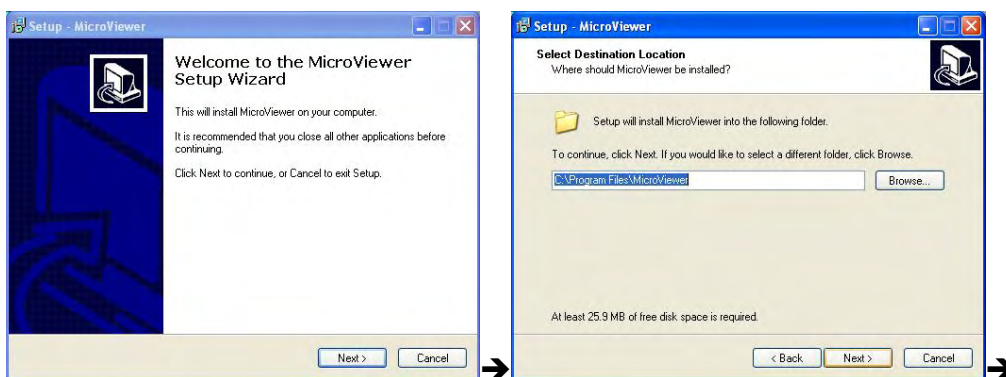 Setup - MicroViewer
Welcome to the MicroViewer
Setup Wizard
This will install MicroViewer on your computer.
It is recommended that you close all other applications before
continuing.
Click Next to continue, or Cancel to exit Setup.
Next >
Cancel
Setup - MicroViewer
Select Destination Location
Where should MicroViewer be installed?
Setup will install MicroViewer into the following folder.
To continue, click Next. If you would like to select a different folder, click Browse.
C:\Program Files\MicroViewer
Browse...
At least 25.9 MB of free disk space is required.
< Back
Next >
Cancel